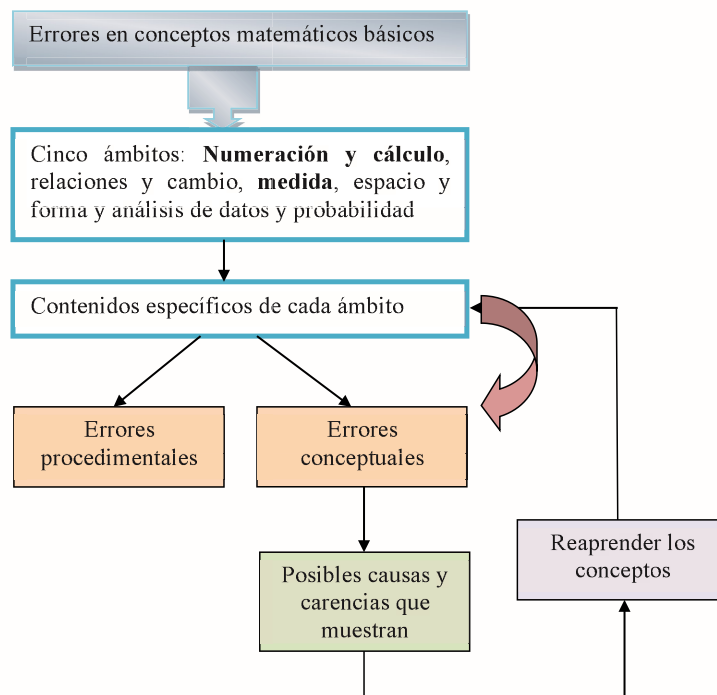 Errores en conceptos matemáticos básicos
Cinco ámbitos: Numeración y cálculo,
relaciones y cambio, medida, espacio y
forma y análisis de datos y probabilidad
Contenidos específicos de cada ámbito
Errores
procedimentales
Errores
conceptuales
Posibles causas y
carencias que
muestran
Reaprender los
conceptos